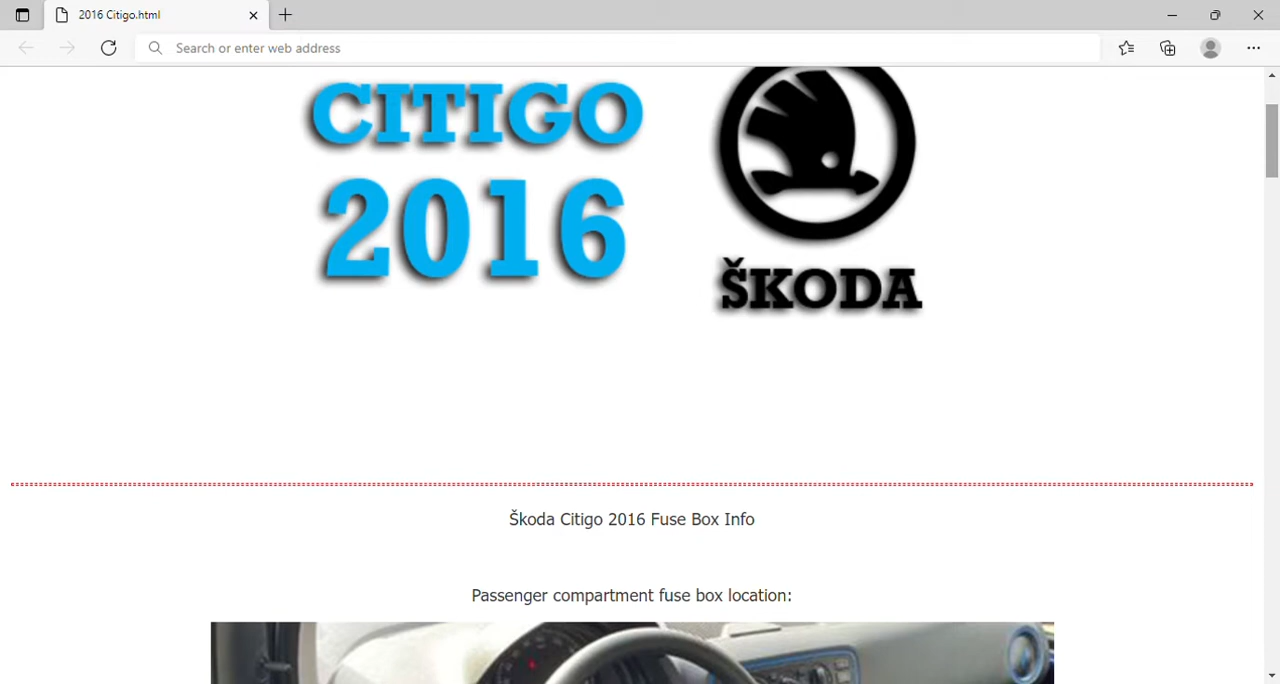 2016 Citigo.html
Search or enter web address
CITIGO
2016
ŠKODA
Škoda Citigo 2016 Fuse Box Info
Passenger compartment fuse box location: